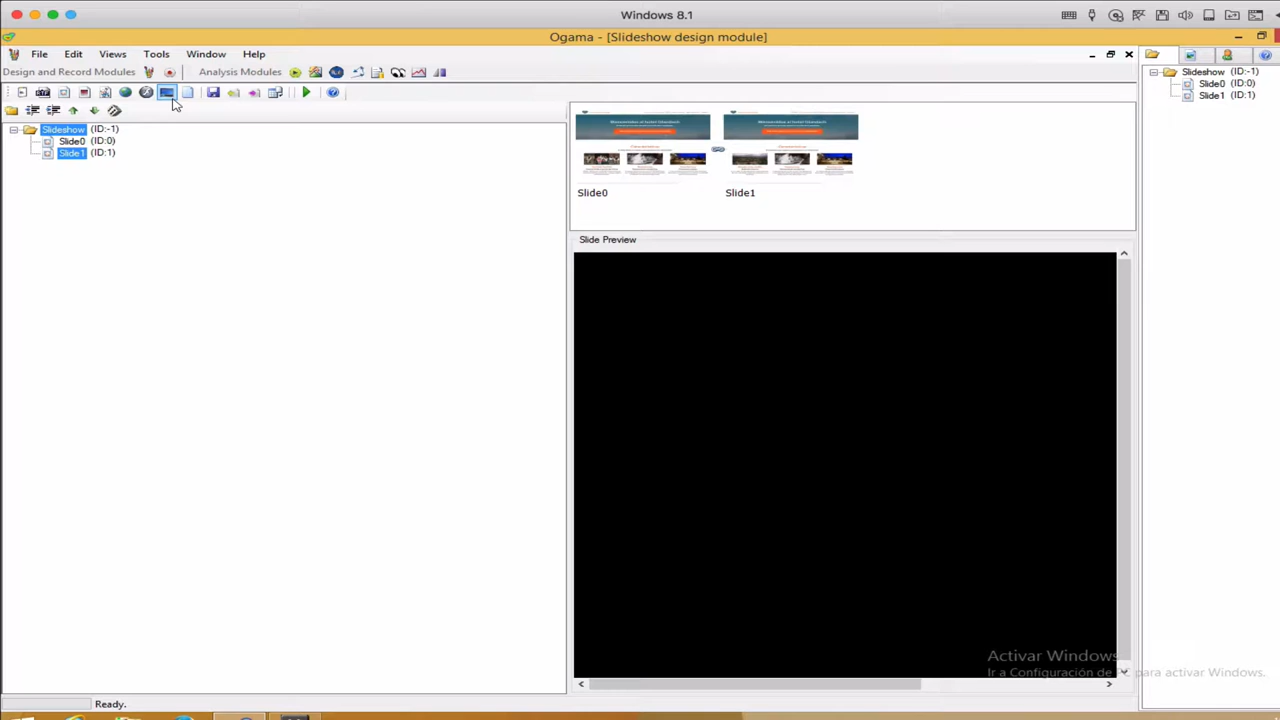 Windows 8.1
Ogama - [Slideshow design module]
File Edit Views Tools Window Help
Design and Record Modules Analysis Modules
Slideshow (ID:-1)
Slide0 (ID:0)
Slide1 (ID:1)
Slide0 Slide1
Slide Preview
Slideshow (ID:-1)
Slide0 (ID:0)
Slide1 (ID:1)
Activar Windows
Ir a Configuración de PC para activar Windows.
Ready.